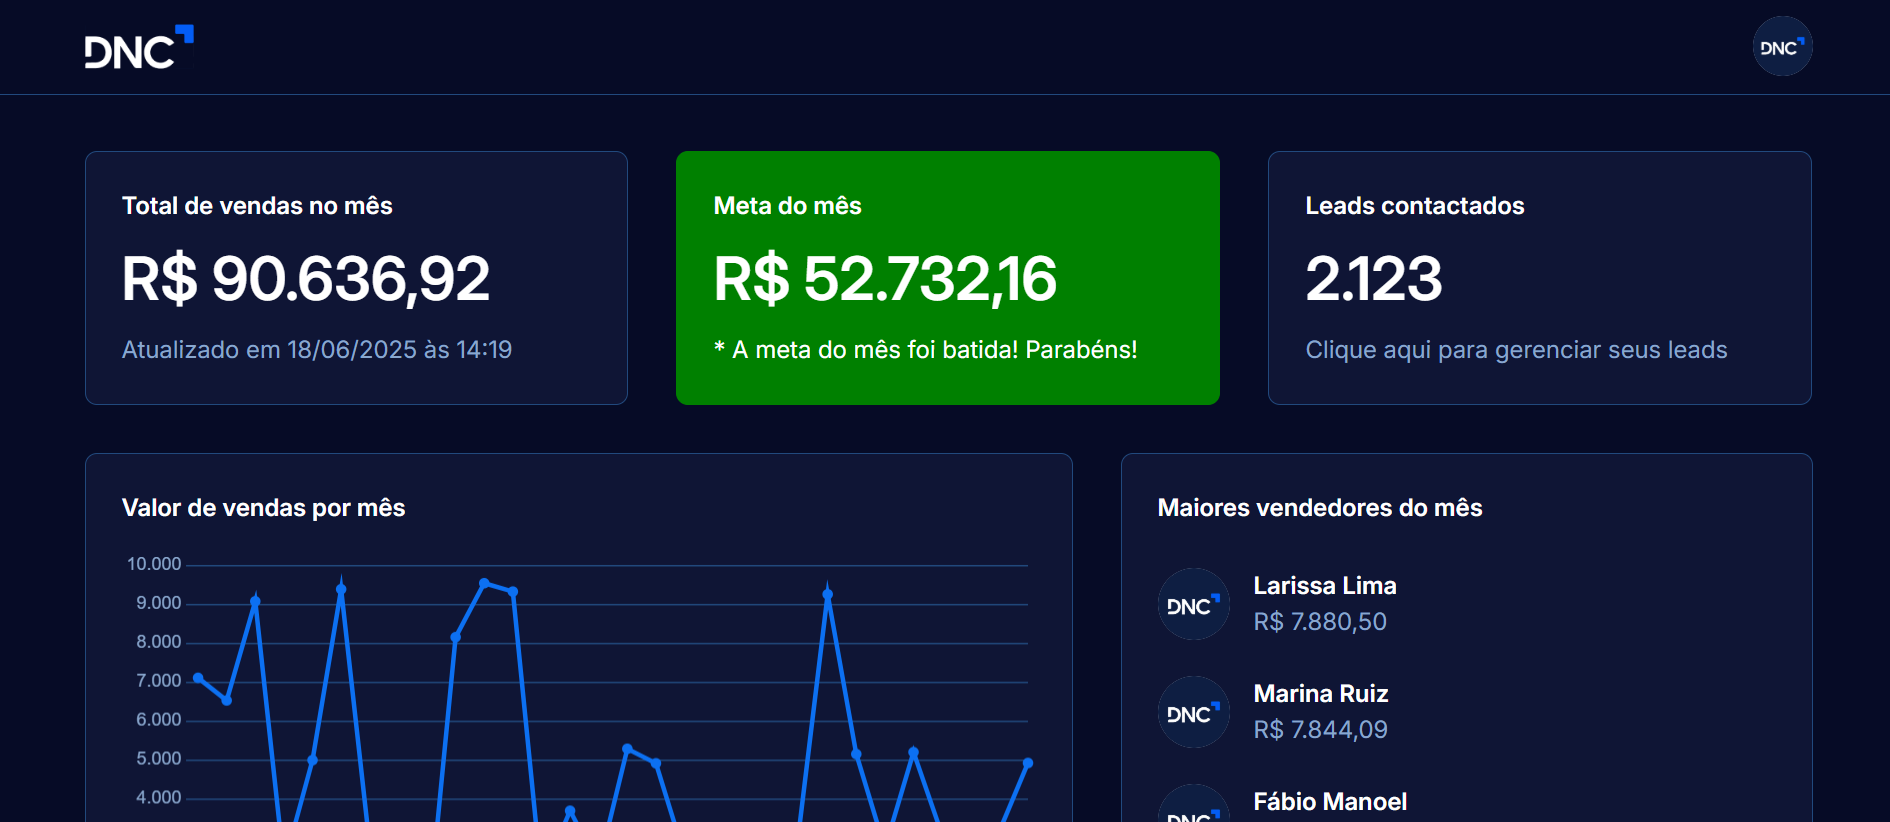 DNC
DNC
Total de vendas no mês
R$ 90.636,92
Atualizado em 18/06/2025 às 14:19
Meta do mês
R$ 52.732,16
* A meta do mês foi batida! Parabéns!
Leads contactados
2.123
Clique aqui para gerenciar seus leads
Valor de vendas por mês
10.000
9.000
8.000
7.000
6.000
5.000
4.000
Maiores vendedores do mês
DNC
Larissa Lima
R$ 7.880,50
DNC
Marina Ruiz
R$ 7.844,09
DNC
Fábio Manoel